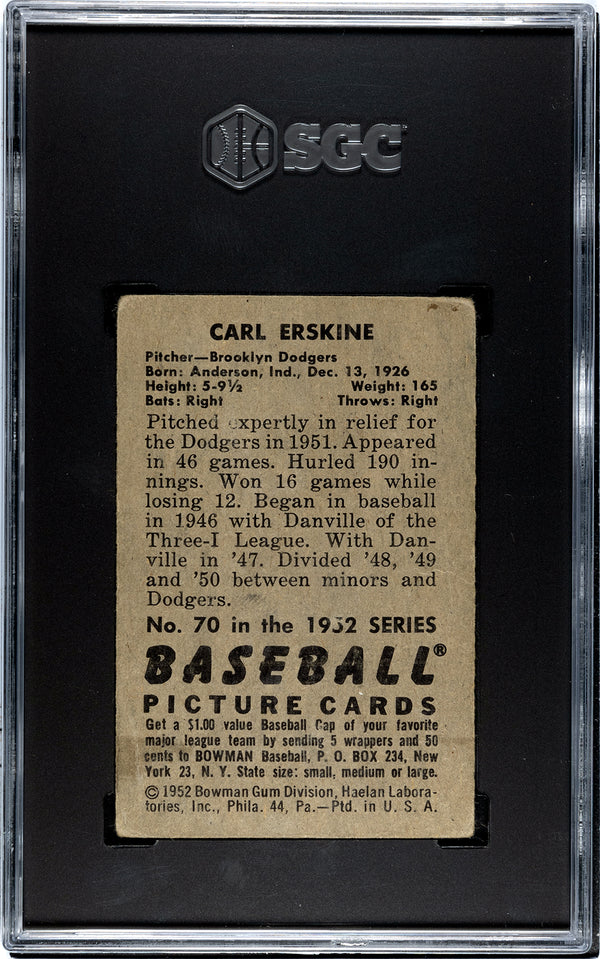 SGC
CARL ERSKINE
Pitcher—Brooklyn Dodgers
Born: Anderson, Ind., Dec. 13, 1926
Height: 5-9½ Weight: 165
Bats: Right Throws: Right
Pitched expertly in relief for
the Dodgers in 1951. Appeared
in 46 games. Hurled 190 in-
nings. Won 16 games while
losing 12. Began in baseball
in 1946 with Danville of the
Three-I League. With Dan-
ville in '47. Divided '48, '49
and '50 between minors and
Dodgers.
No. 70 in the 1952 SERIES
BASEBALL®
PICTURE CARDS
Get a $1.00 value Baseball Cap of your favorite
major league team by sending 5 wrappers and 50
cents to BOWMAN Baseball, P. O. BOX 234, New
York 23, N. Y. State size: small, medium or large.
© 1952 Bowman Gum Division, Haelan Labora-
tories, Inc., Phila. 44, Pa.—Ptd. in U. S. A.